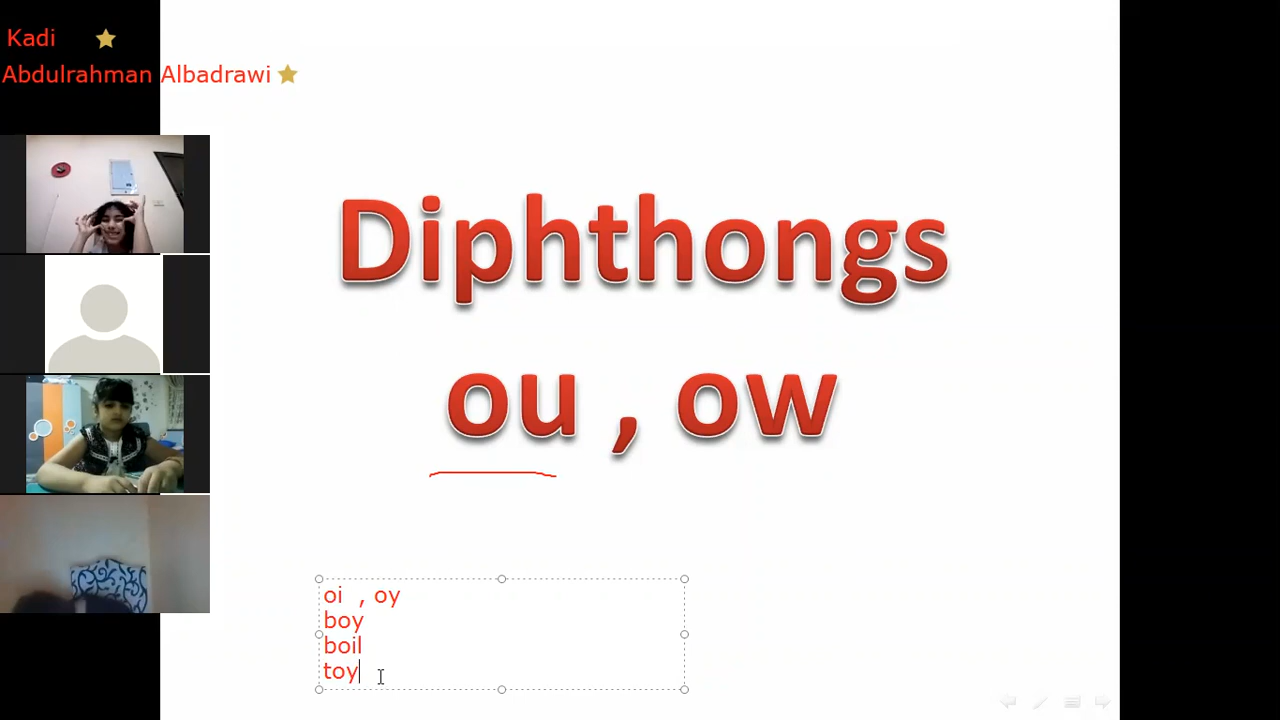 Kadi
Abdulrahman Albadrawi
Diphthongs
ou , ow
oi , oy
boy
boil
toy